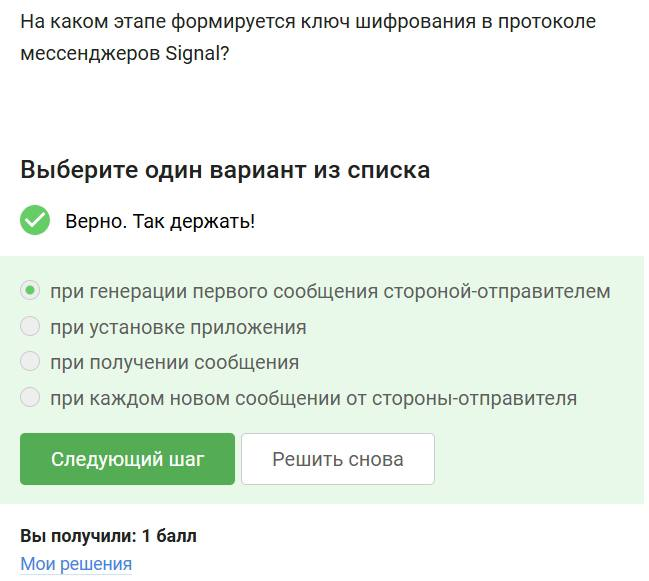 На каком этапе формируется ключ шифрования в протоколе
мессенджеров Signal?
Выберите один вариант из списка
Верно. Так держать!
при генерации первого сообщения стороной-отправителем
при установке приложения
при получении сообщения
при каждом новом сообщении от стороны-отправителя
Следующий шаг Решить снова
Вы получили: 1 балл
Мои решения